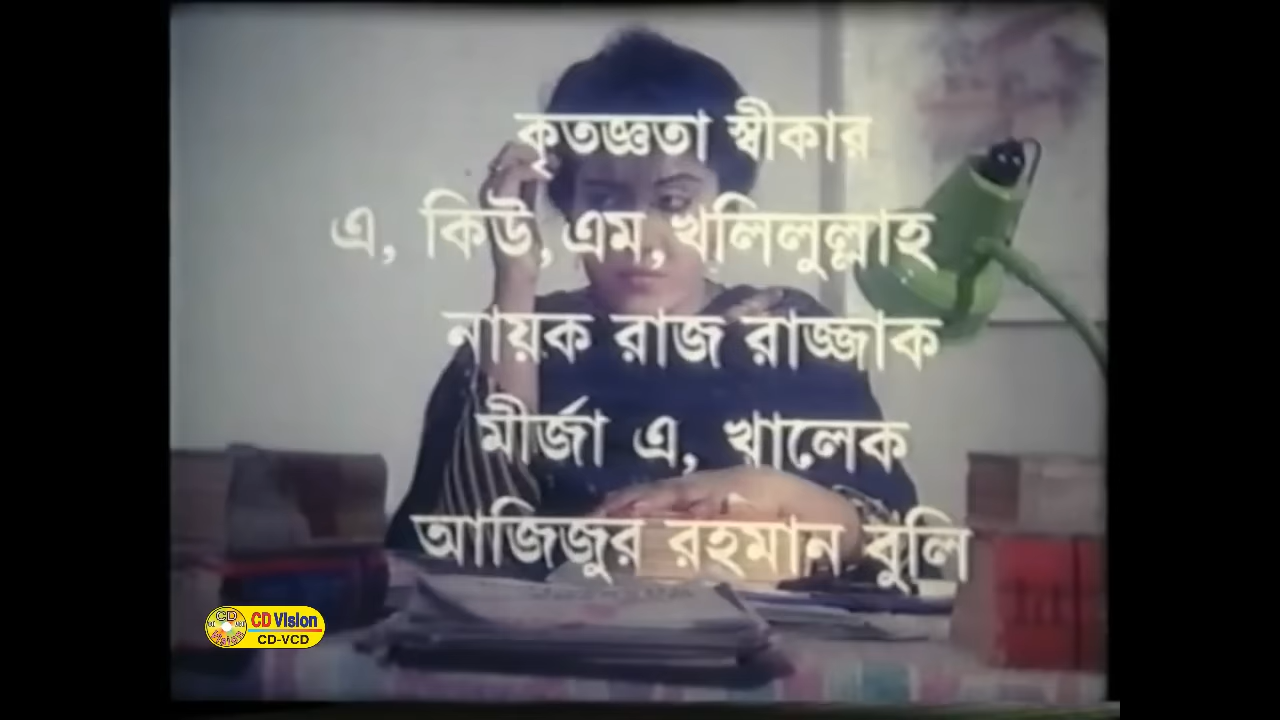 কৃতজ্ঞতা স্বীকার
এ, কিউ, এম, খলিলুল্লাহ
নায়ক রাজ রাজ্জাক
মীর্জা এ, খালেক
আজিজুর রহমান বুলি
CD Vision
CD-VCD